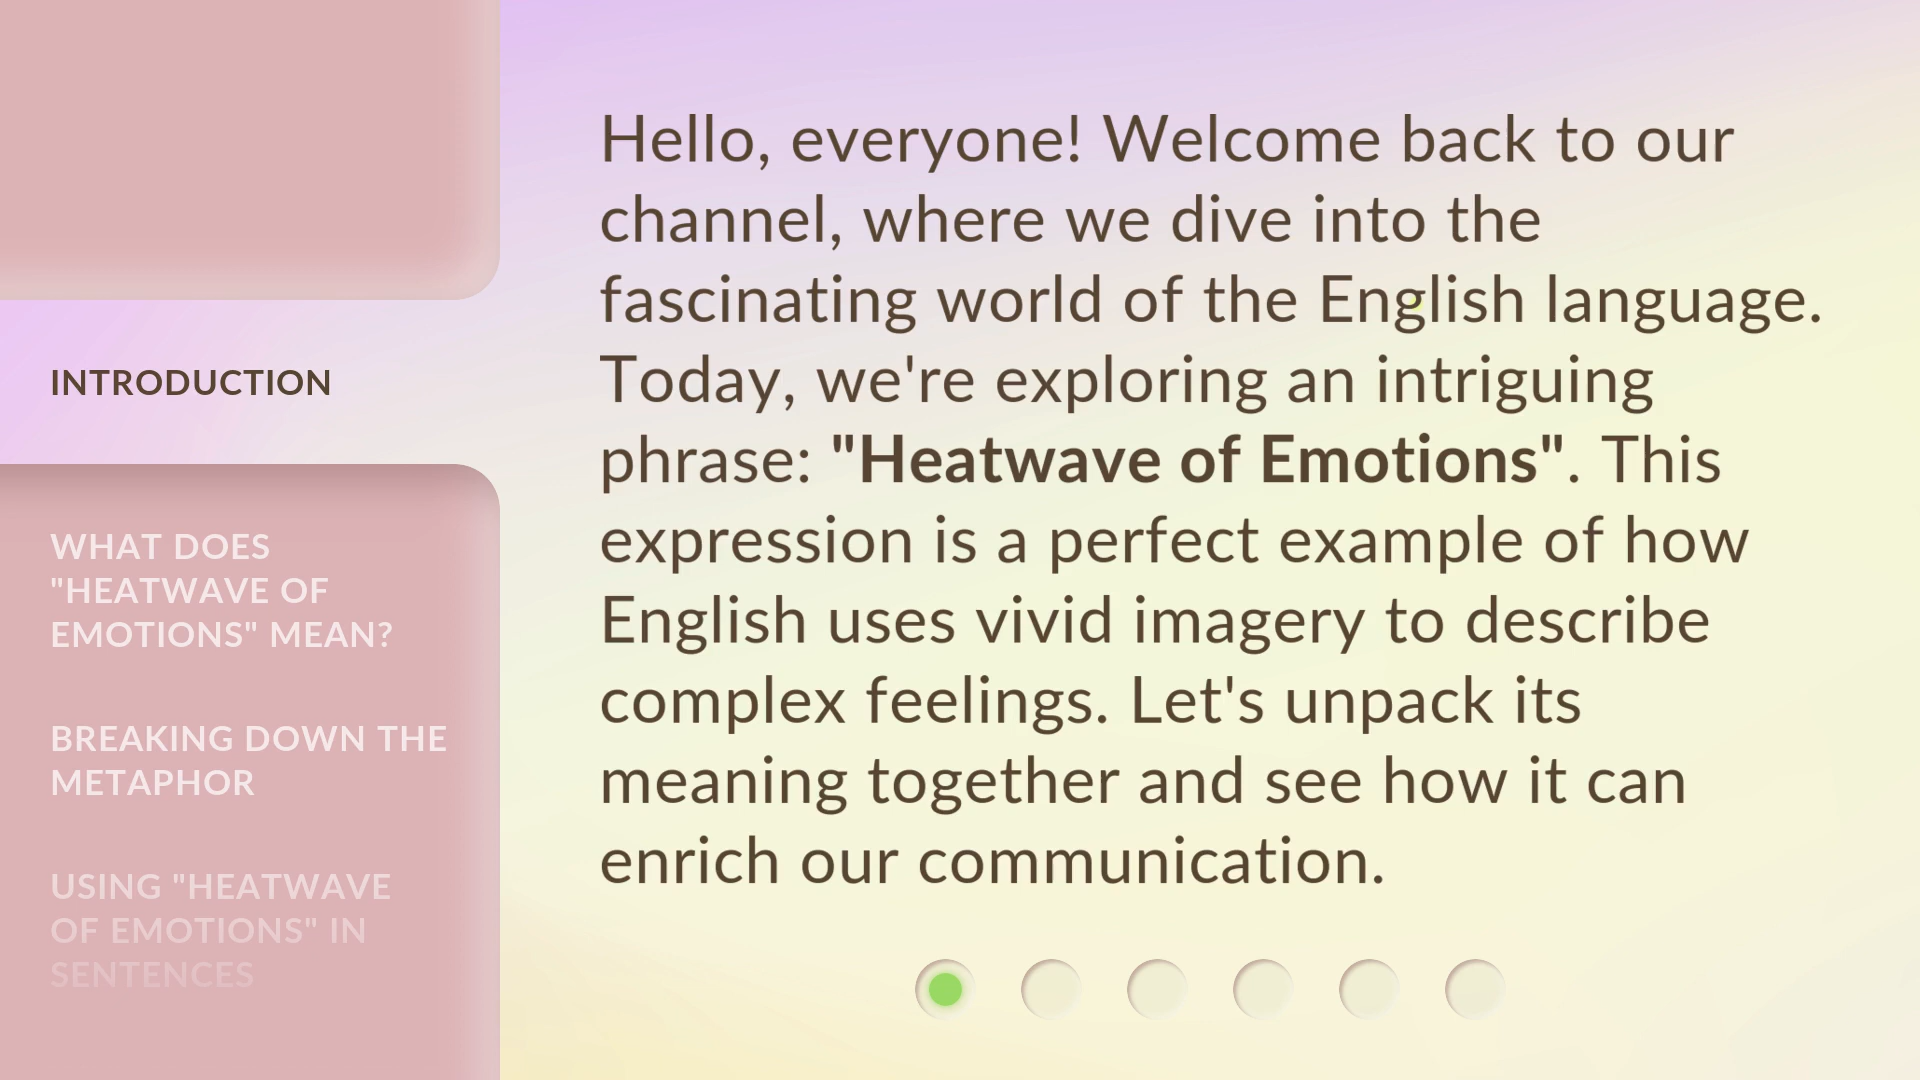 INTRODUCTION
WHAT DOES
"HEATWAVE OF
EMOTIONS" MEAN?
BREAKING DOWN THE
METAPHOR
USING "HEATWAVE
OF EMOTIONS" IN
SENTENCES
Hello, everyone! Welcome back to our
channel, where we dive into the
fascinating world of the English language.
Today, we're exploring an intriguing
phrase: "Heatwave of Emotions". This
expression is a perfect example of how
English uses vivid imagery to describe
complex feelings. Let's unpack its
meaning together and see how it can
enrich our communication.